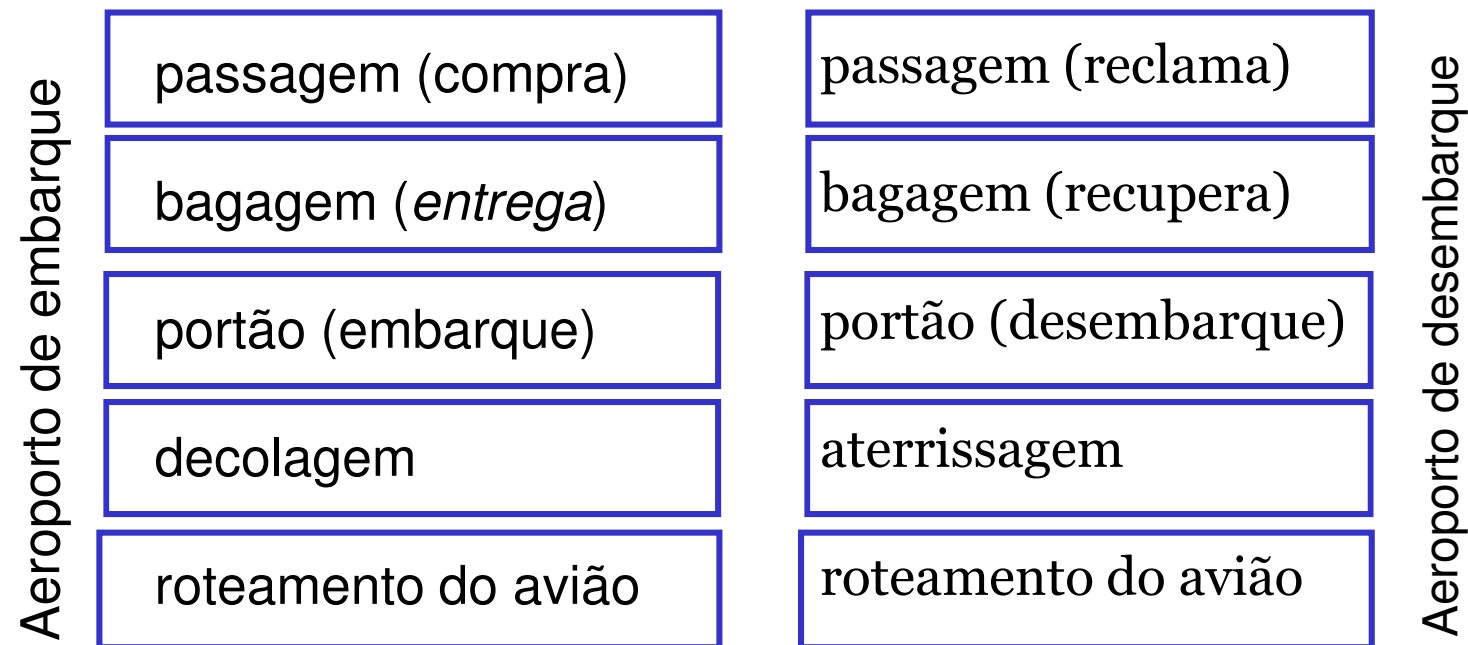 Aeroporto de embarque
passagem (compra)
bagagem (entrega)
portão (embarque)
decolagem
roteamento do avião
passagem (reclama)
bagagem (recupera)
portão (desembarque)
aterrissagem
roteamento do avião
Aeroporto de desembarque